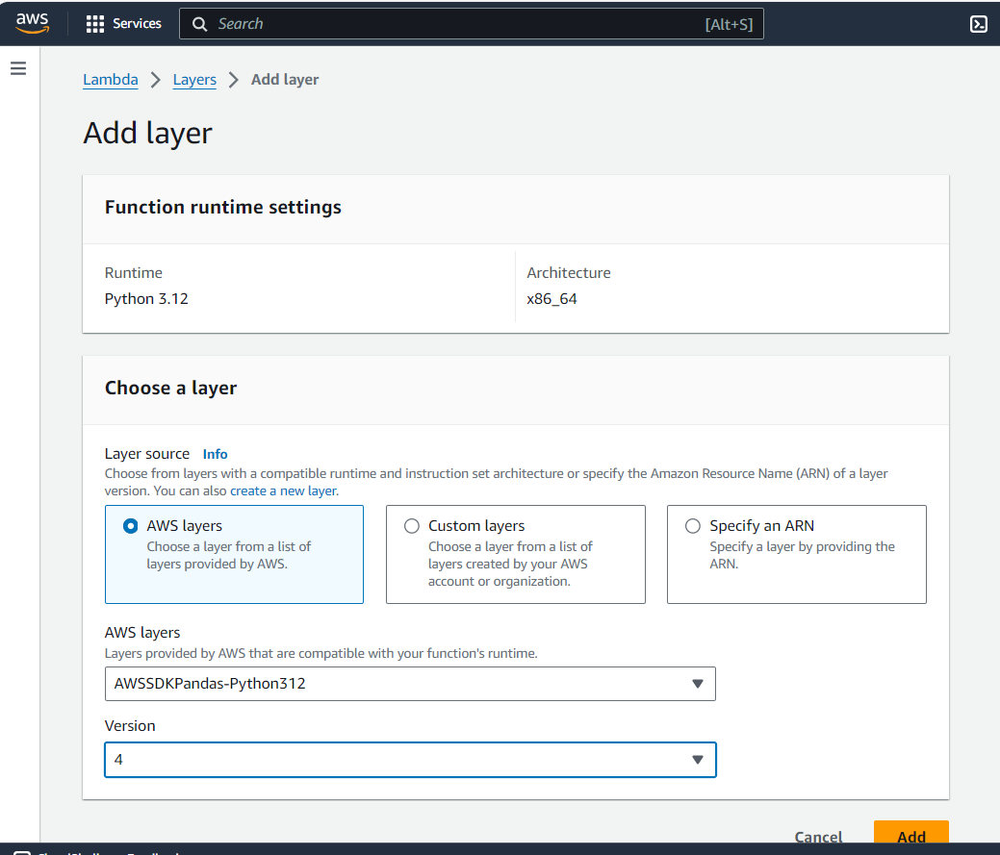 aws
Services
Search
[Alt+S]
Lambda > Layers > Add layer
Add layer
Function runtime settings
Runtime
Python 3.12
Architecture
x86_64
Choose a layer
Layer source Info
Choose from layers with a compatible runtime and instruction set architecture or specify the Amazon Resource Name (ARN) of a layer
version. You can also create a new layer.
AWS layers
Choose a layer from a list of
layers provided by AWS.
Custom layers
Choose a layer from a list of
layers created by your AWS
account or organization.
Specify an ARN
Specify a layer by providing the
ARN.
AWS layers
Layers provided by AWS that are compatible with your function's runtime.
AWSSDKPandas-Python312
Version
4
Cancel
Add